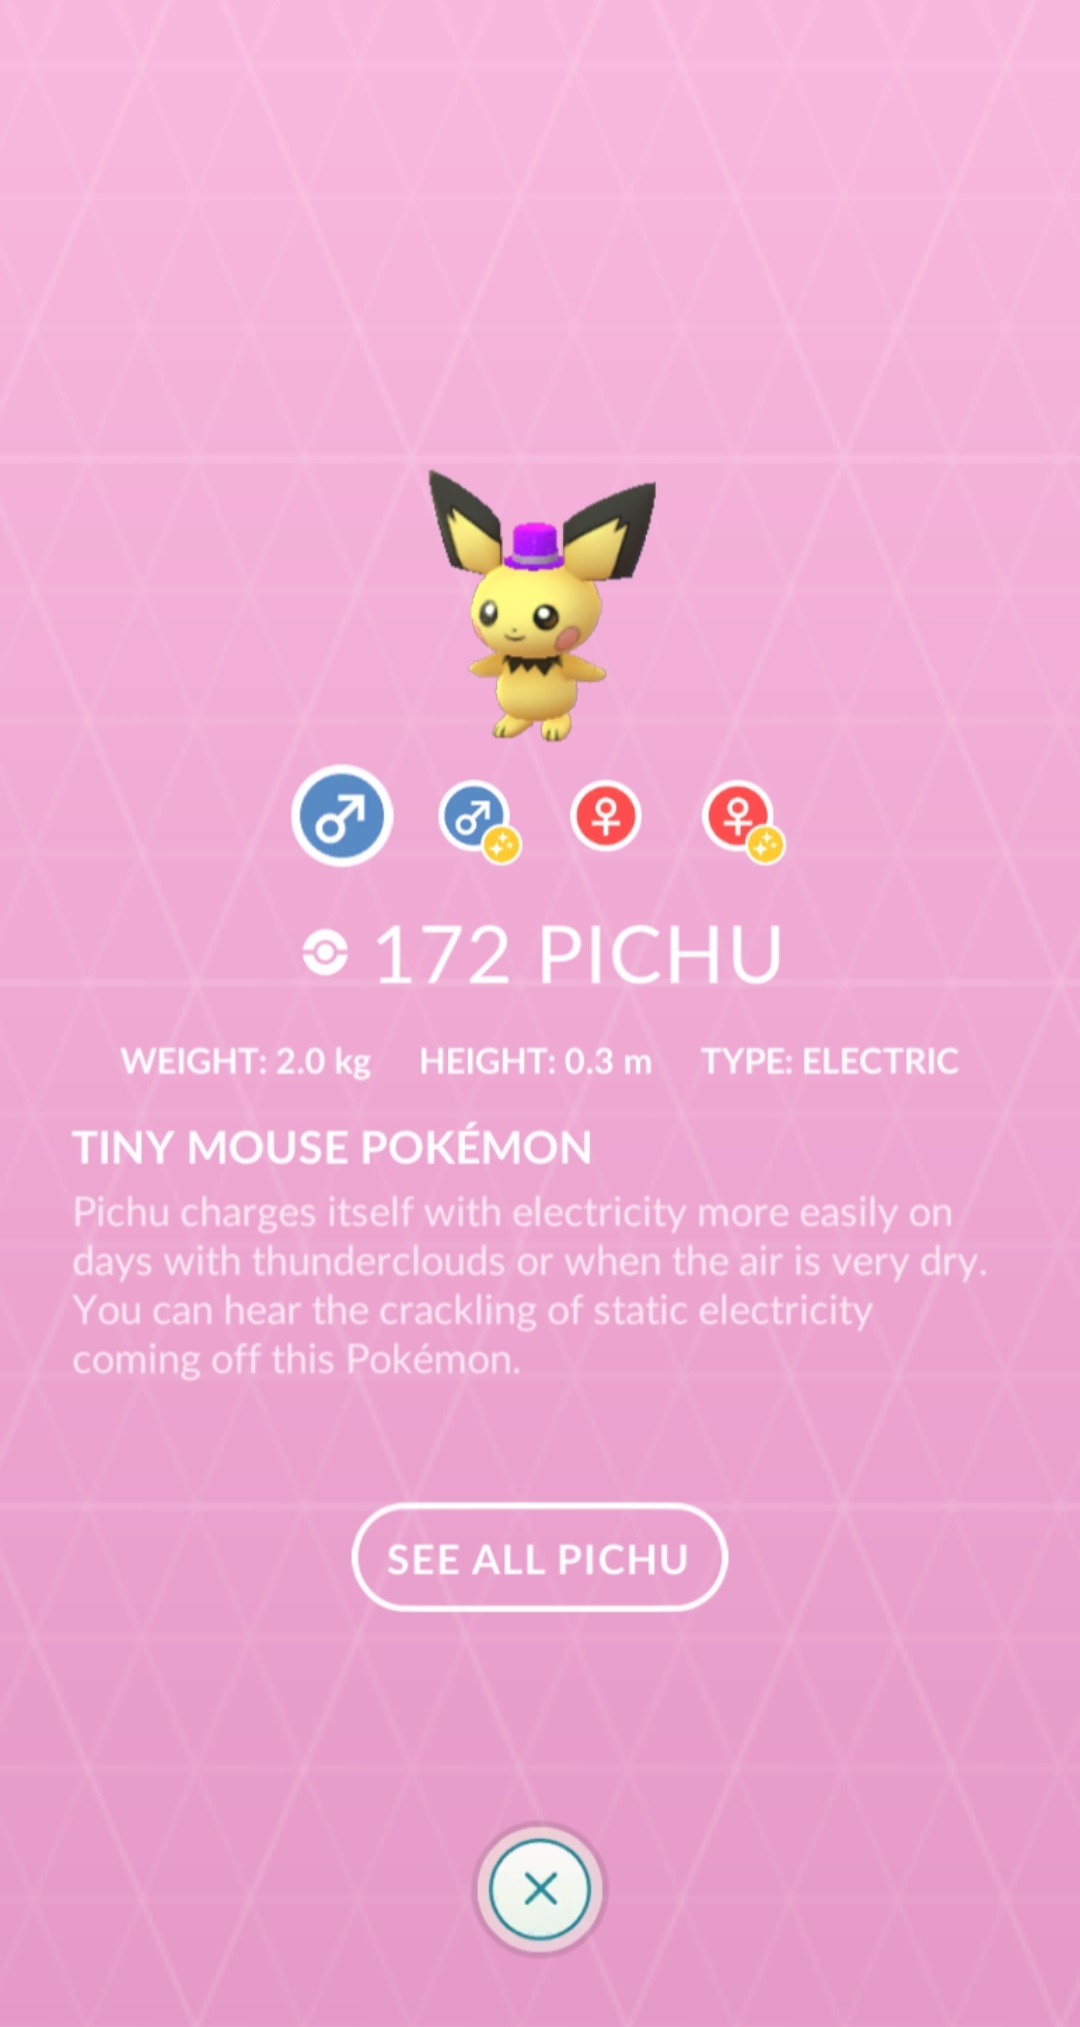 172 PICHU
WEIGHT: 2.0 kg HEIGHT: 0.3 m TYPE: ELECTRIC
TINY MOUSE POKÉMON
Pichu charges itself with electricity more easily on
days with thunderclouds or when the air is very dry.
You can hear the crackling of static electricity
coming off this Pokémon.
SEE ALL PICHU